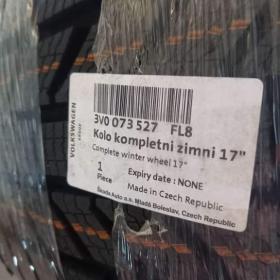 VOLKSWAGEN
GROUP
3V0 073 527 FL8
Kolo kompletni zimni 17"
Complete winter wheel 17"
1
Piece
Expiry date : NONE
Made in Czech Republic
Škoda Auto a.s. Mladá Boleslav, Czech Republic